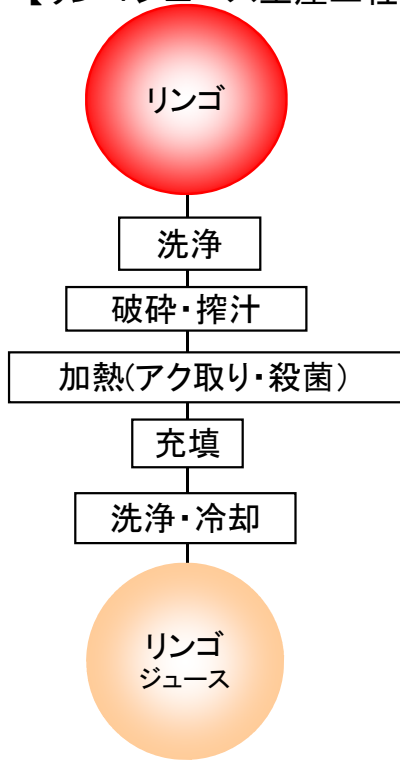 リンゴ
洗浄
破砕・搾汁
加熱(アク取り・殺菌)
充填
洗浄・冷却
リンゴ
ジュース